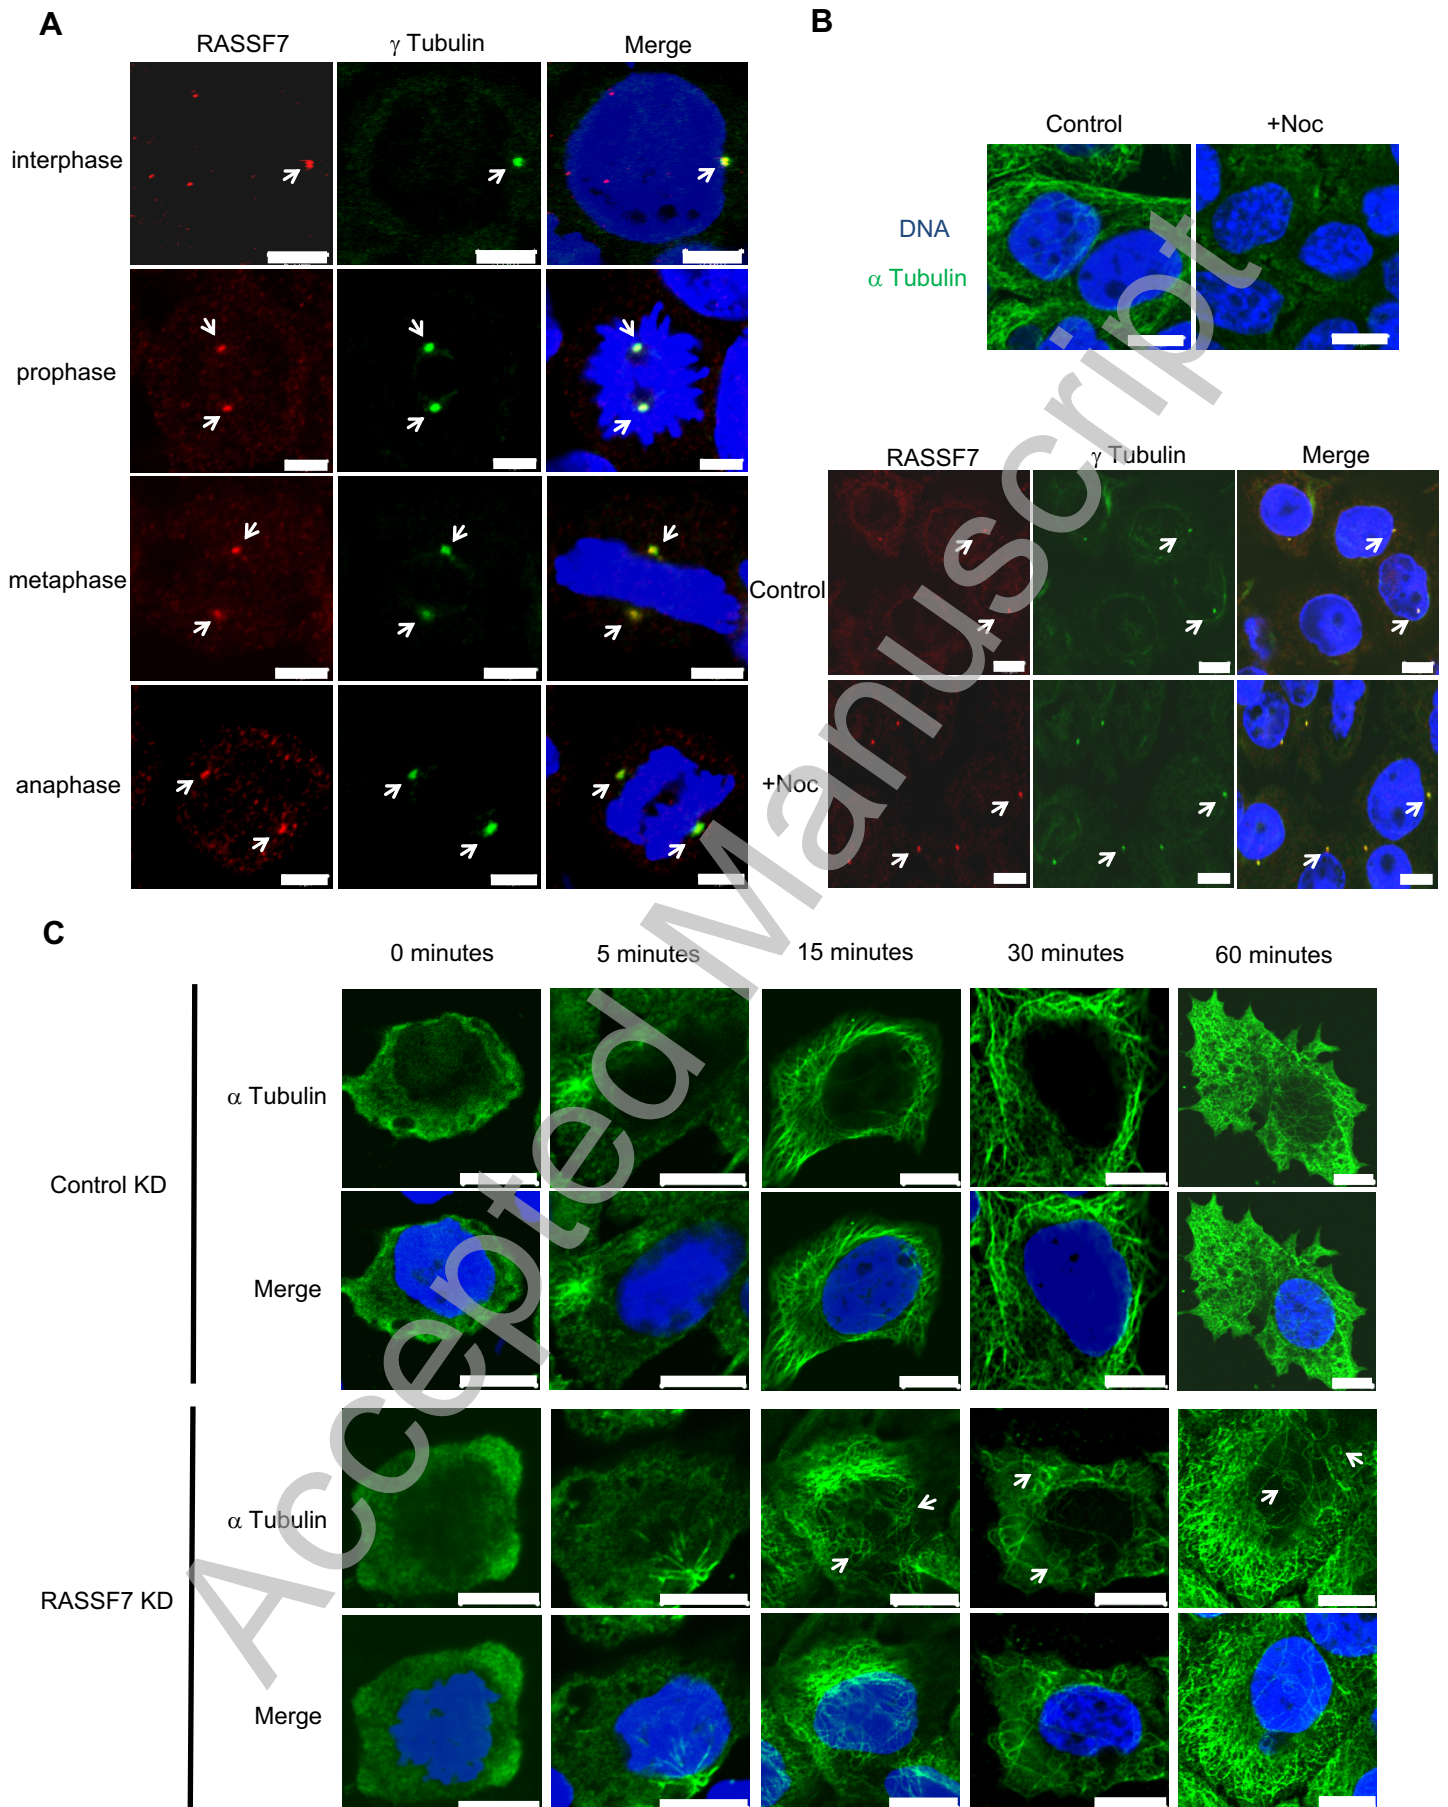 A
RASSF7
γ Tubulin
Merge
interphase
prophase
metaphase
anaphase
B
Control
+Noc
DNA
α Tubulin
RASSF7
γ Tubulin
Merge
Control
+Noc
C
0 minutes
5 minutes
15 minutes
30 minutes
60 minutes
Control KD
α Tubulin
Merge
RASSF7 KD
α Tubulin
Merge
Accepted Manuscript